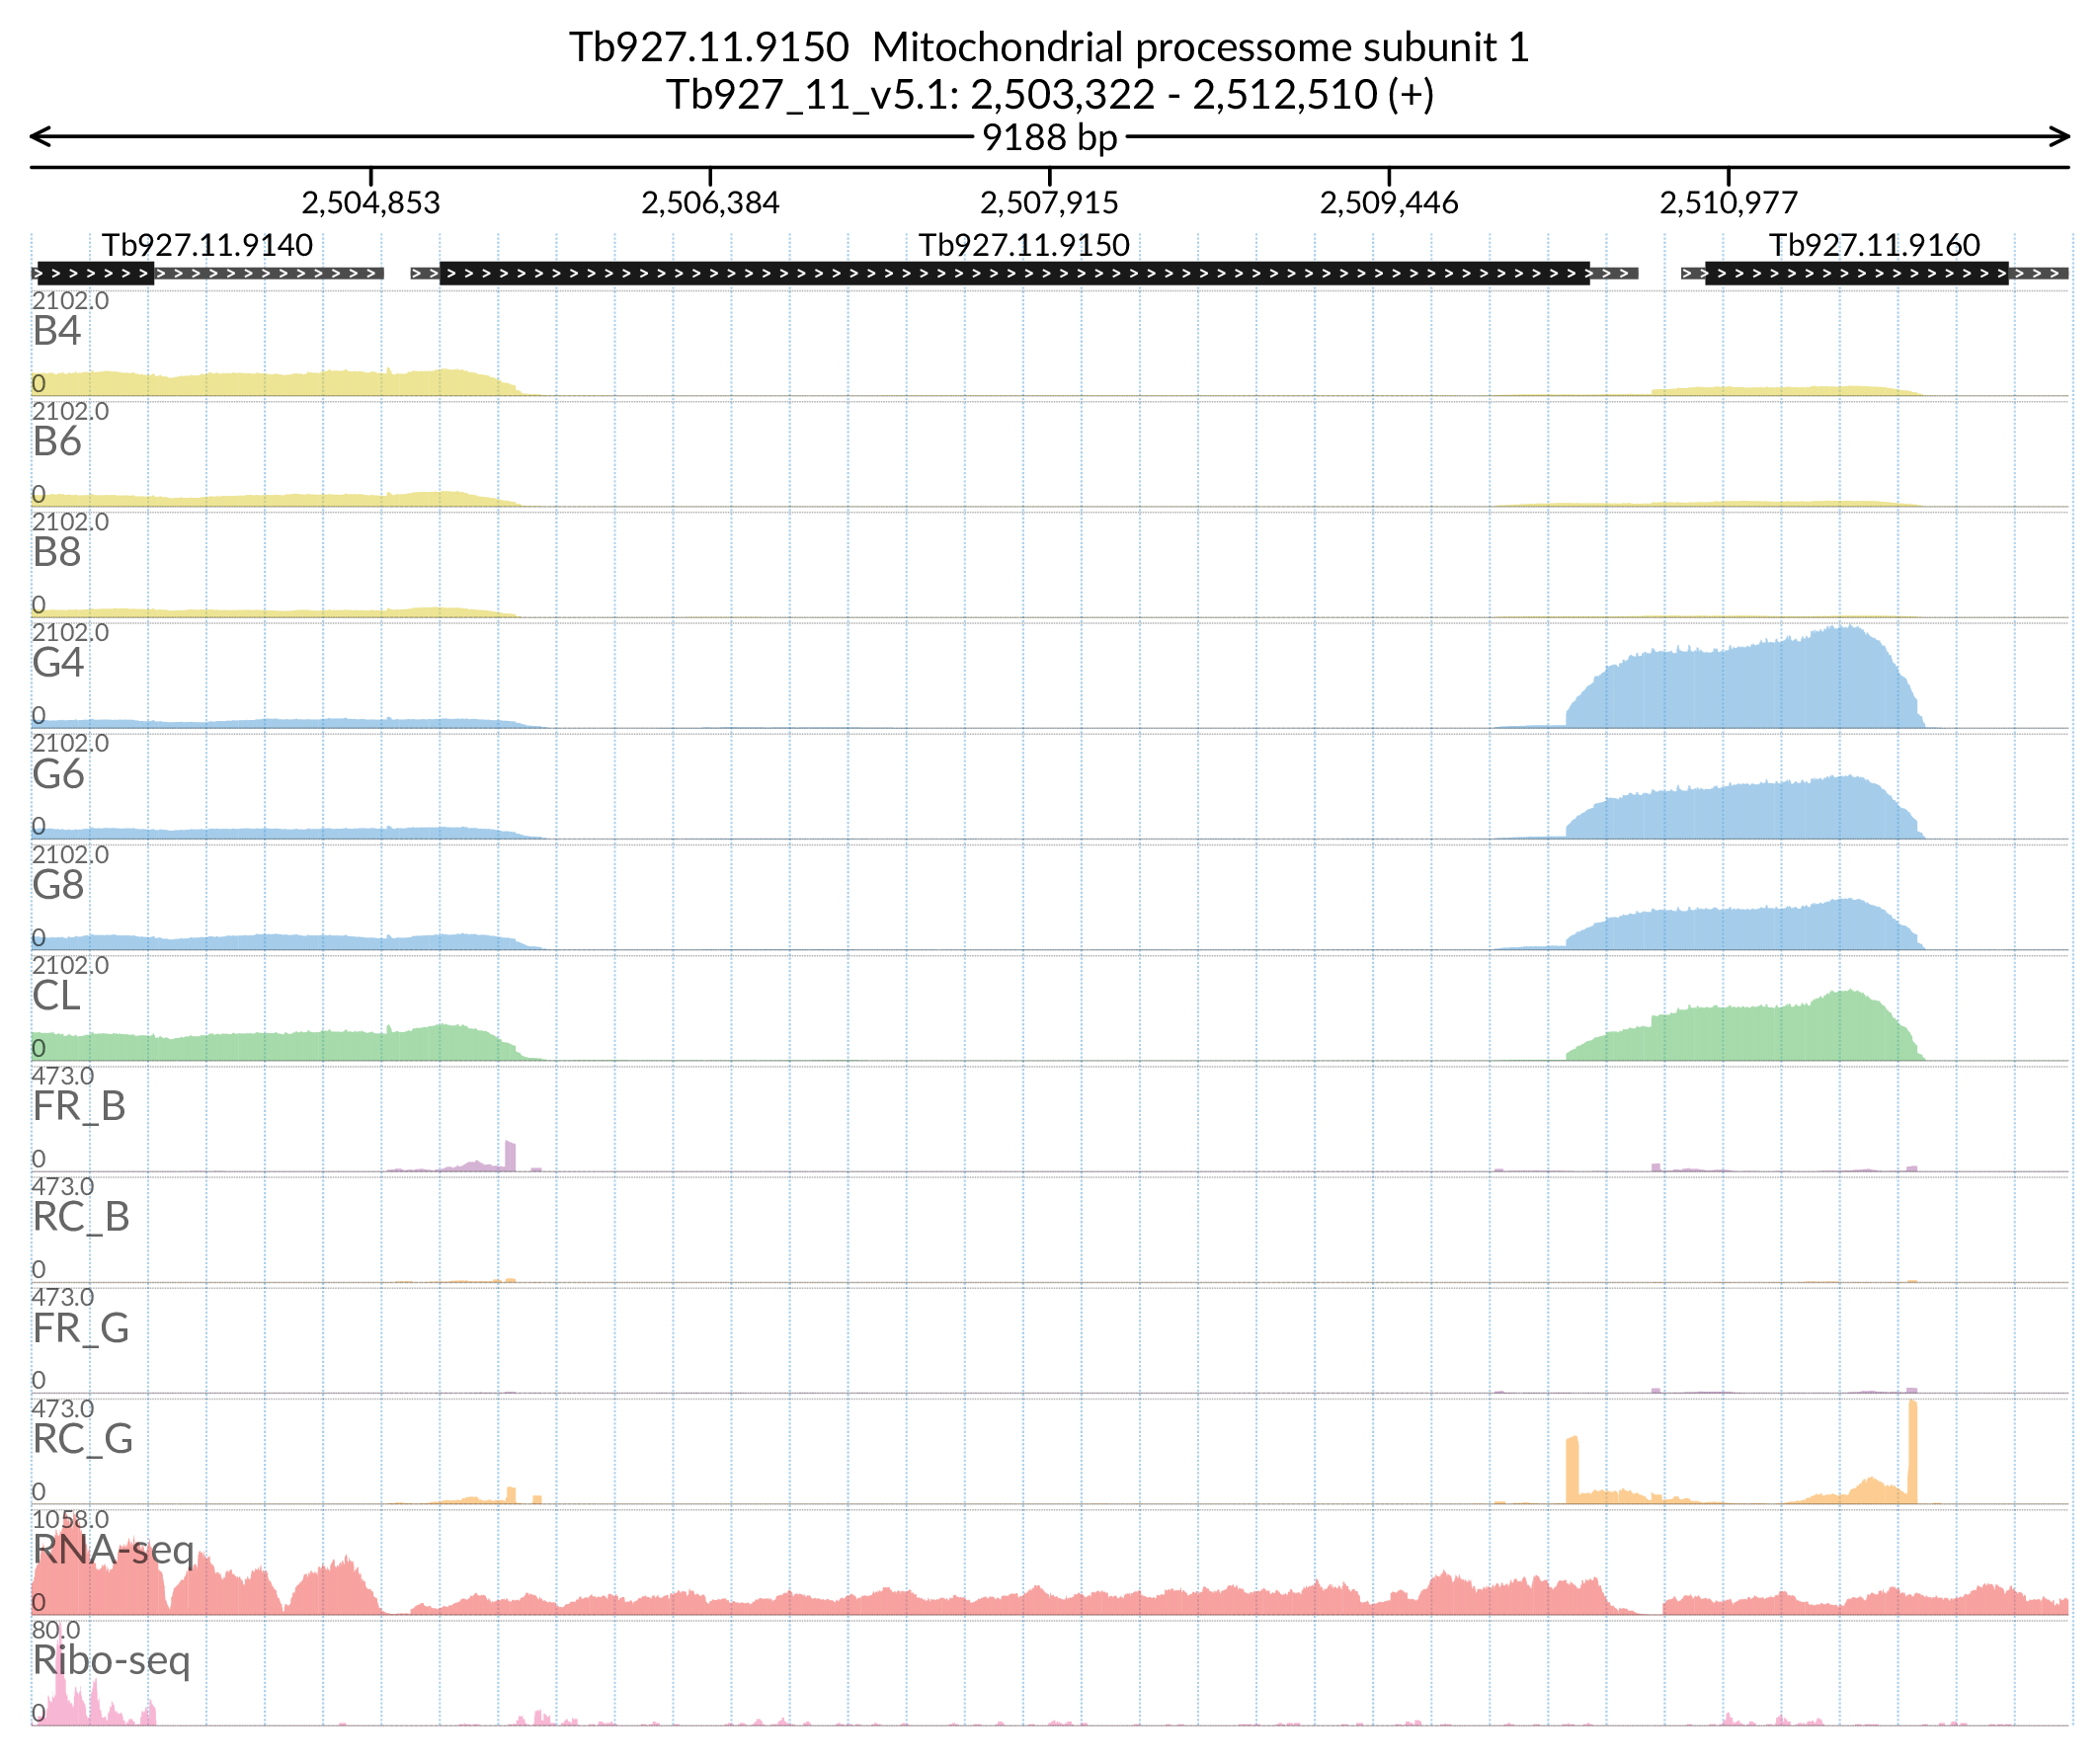 Tb927.11.9150 Mitochondrial processome subunit 1
Tb927_11_v5.1: 2,503,322 - 2,512,510 (+)
9188 bp
2,504,853 2,506,384 2,507,915 2,509,446 2,510,977
Tb927.11.9140 Tb927.11.9150 Tb927.11.9160
2102.0
B4
0
2102.0
B6
0
2102.0
B8
0
2102.0
G4
0
2102.0
G6
0
2102.0
G8
0
2102.0
CL
0
473.0
FR_B
0
473.0
RC_B
0
473.0
FR_G
0
473.0
RC_G
0
1058.0
RNA-seq
0
80.0
Ribo-seq
0